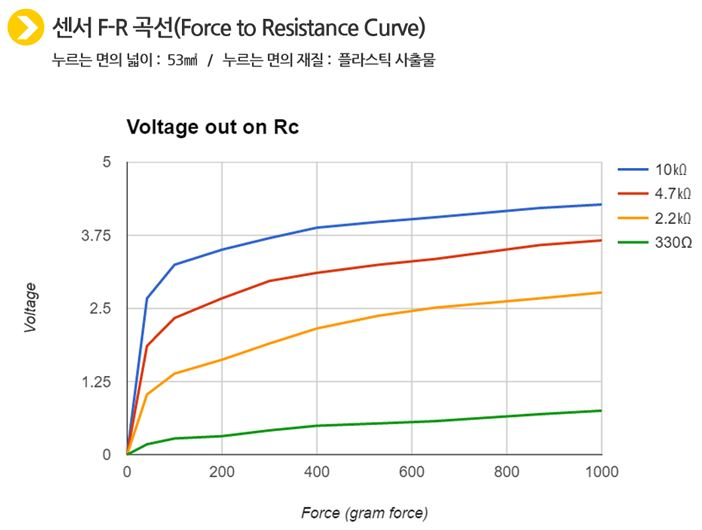 센서 F-R 곡선(Force to Resistance Curve)
누르는 면의 넓이 : 53㎟ / 누르는 면의 재질 : 플라스틱 사출물
Voltage out on Rc
5
3.75
2.5
1.25
0
Voltage
0 200 400 600 800 1000
Force (gram force)
10㏀
4.7㏀
2.2㏀
330Ω